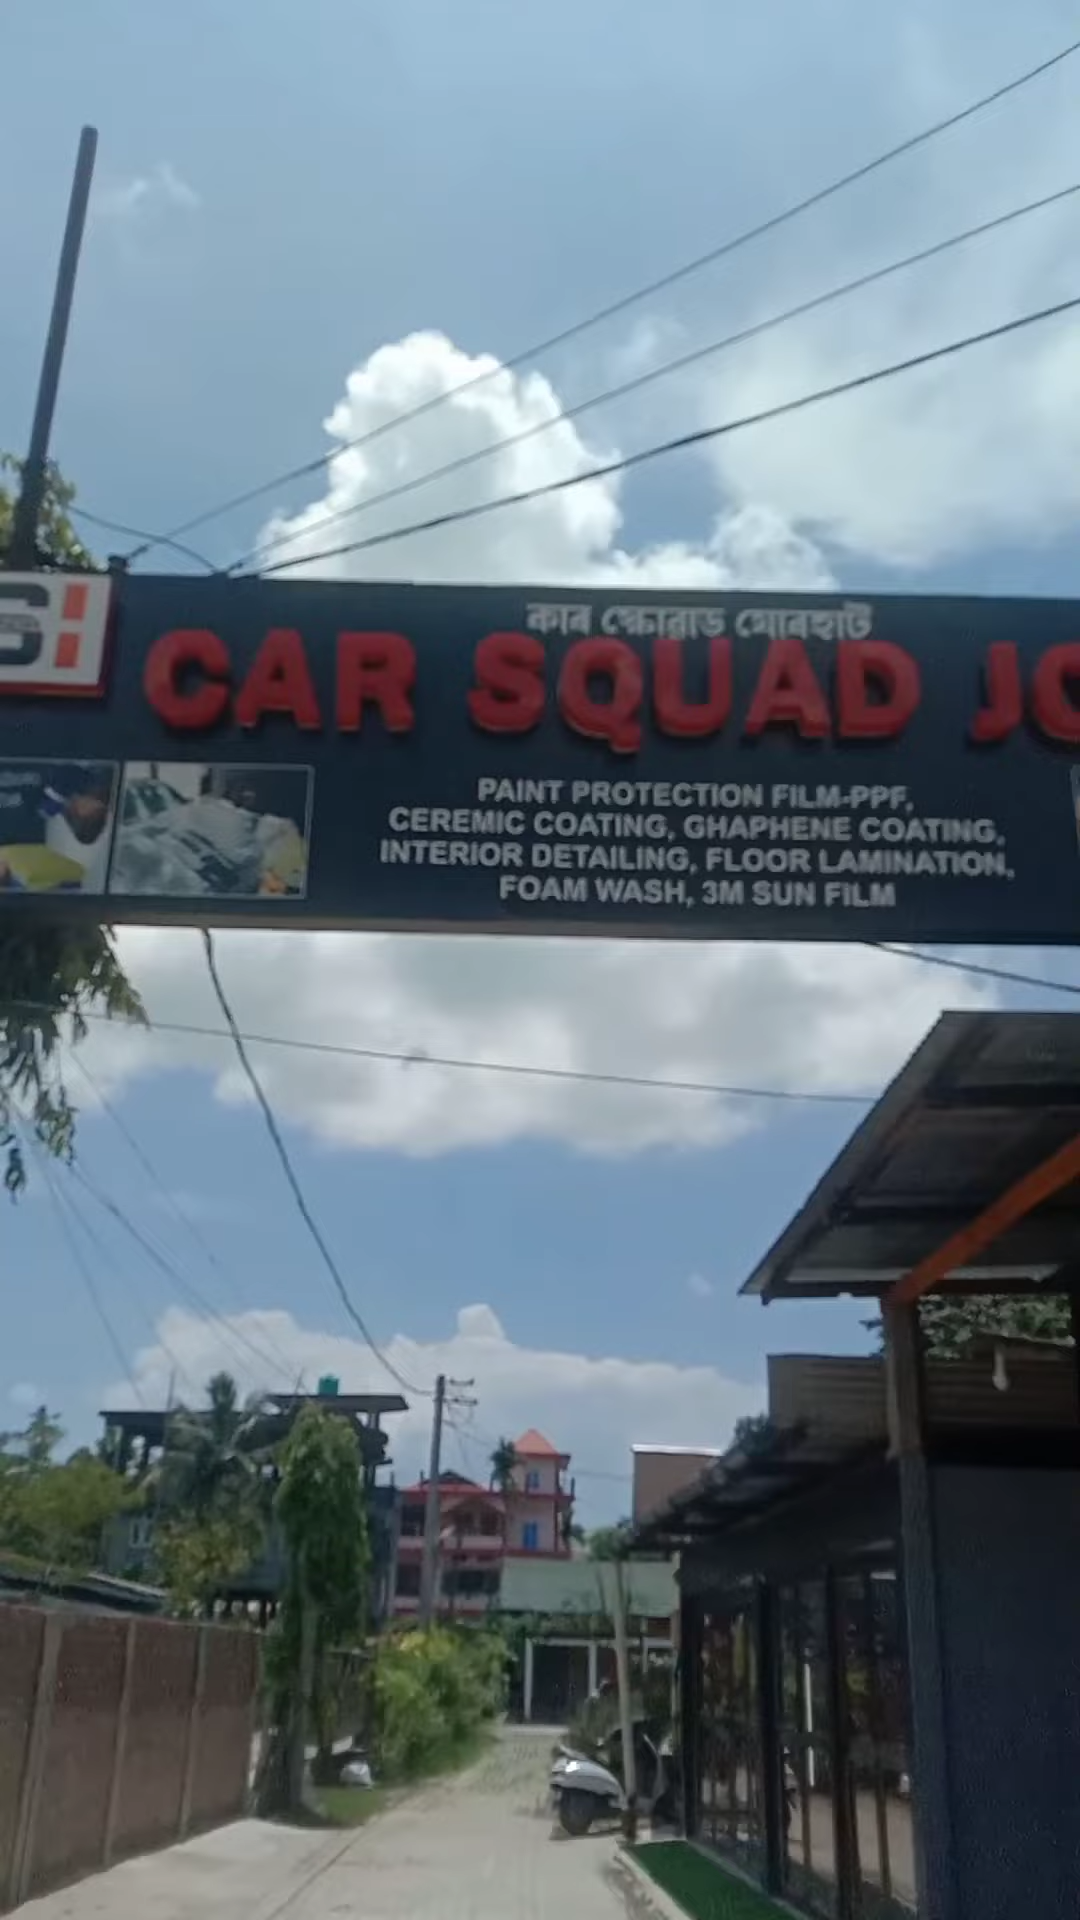 কাৰ স্কোৱাড যোৰহাট
CAR SQUAD JO
PAINT PROTECTION FILM-PPF,
CEREMIC COATING, GHAPHENE COATING,
INTERIOR DETAILING, FLOOR LAMINATION,
FOAM WASH, 3M SUN FILM